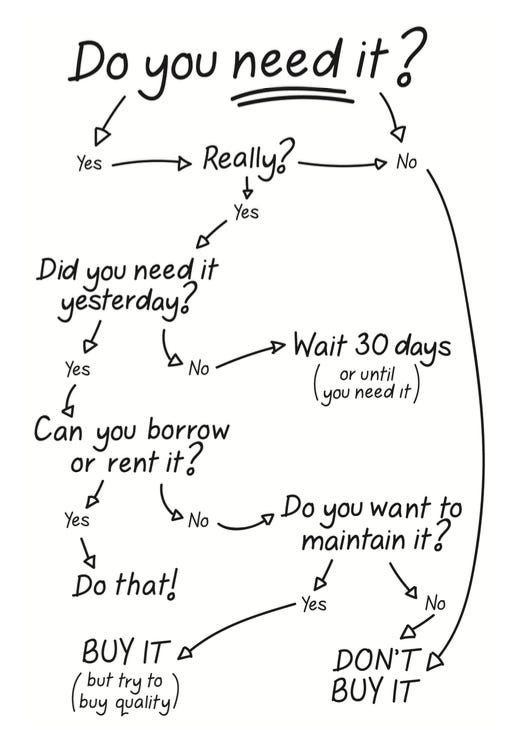 Do you need it?
Yes
Really?
No
Yes
Did you need it
yesterday?
Yes
No
Wait 30 days
(or until
you need it)
Can you borrow
or rent it?
Yes
No
Do you want to
maintain it?
Do that!
Yes
No
BUY IT
(but try to
buy quality)
DON'T
BUY IT